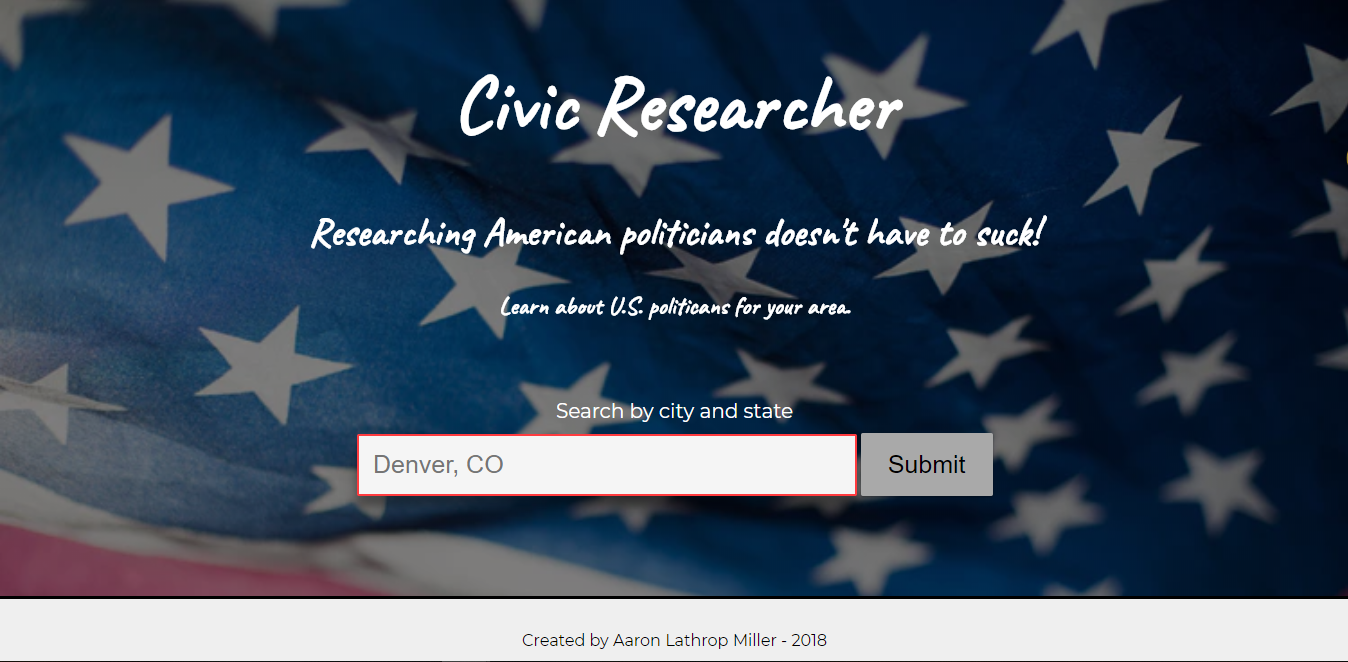 Civic Researcher
Researching American politicians doesn't have to suck!
Learn about U.S. politicans for your area.
Search by city and state
Denver, CO
Submit
Created by Aaron Lathrop Miller - 2018